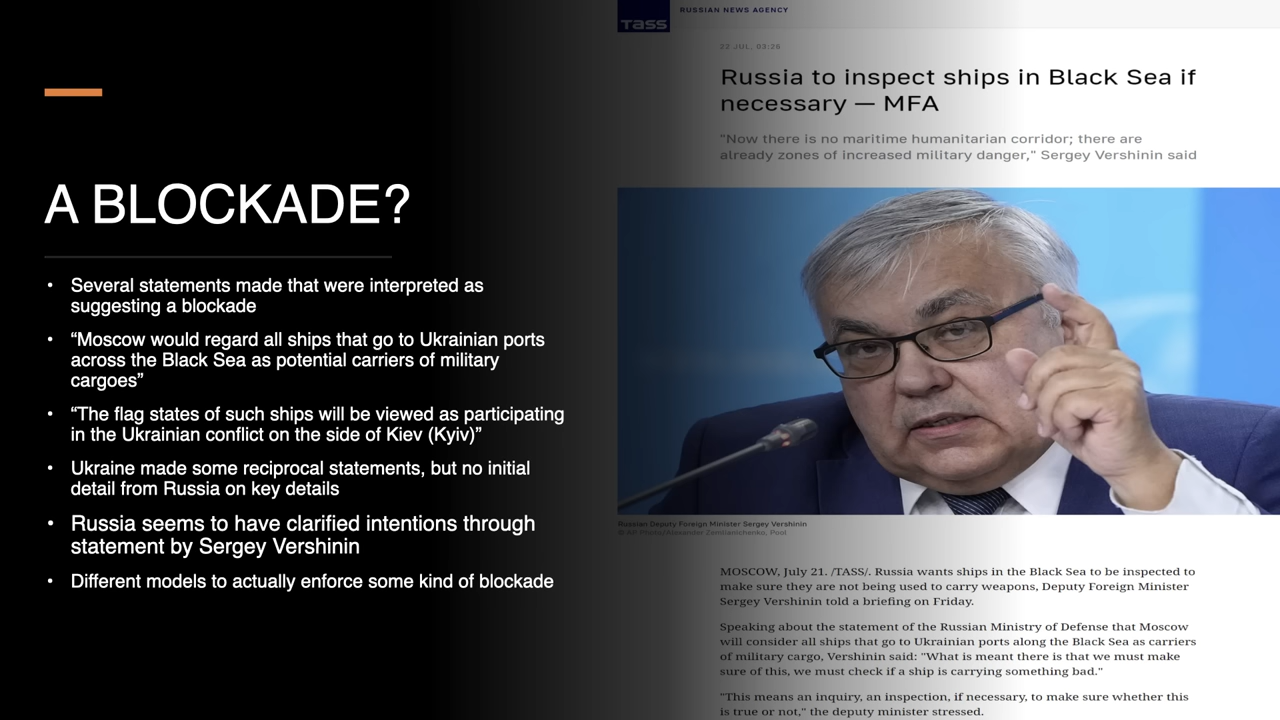 A BLOCKADE?
• Several statements made that were interpreted as
suggesting a blockade
• “Moscow would regard all ships that go to Ukrainian ports
across the Black Sea as potential carriers of military
cargoes”
• “The flag states of such ships will be viewed as participating
in the Ukrainian conflict on the side of Kiev (Kyiv)”
• Ukraine made some reciprocal statements, but no initial
detail from Russia on key details
• Russia seems to have clarified intentions through
statement by Sergey Vershinin
• Different models to actually enforce some kind of blockade
TASS
RUSSIAN NEWS AGENCY
22 JUL, 03:26
Russia to inspect ships in Black Sea if
necessary — MFA
"Now there is no maritime humanitarian corridor; there are
already zones of increased military danger," Sergey Vershinin said
Russian Deputy Foreign Minister Sergey Vershinin
© AP Photo/Alexander Zemlianichenko, Pool
MOSCOW, July 21. /TASS/. Russia wants ships in the Black Sea to be inspected to
make sure they are not being used to carry weapons, Deputy Foreign Minister
Sergey Vershinin told a briefing on Friday.
Speaking about the statement of the Russian Ministry of Defense that Moscow
will consider all ships that go to Ukrainian ports along the Black Sea as carriers
of military cargo, Vershinin said: "What is meant there is that we must make
sure of this, we must check if a ship is carrying something bad."
"This means an inquiry, an inspection, if necessary, to make sure whether this
is true or not," the deputy minister stressed.